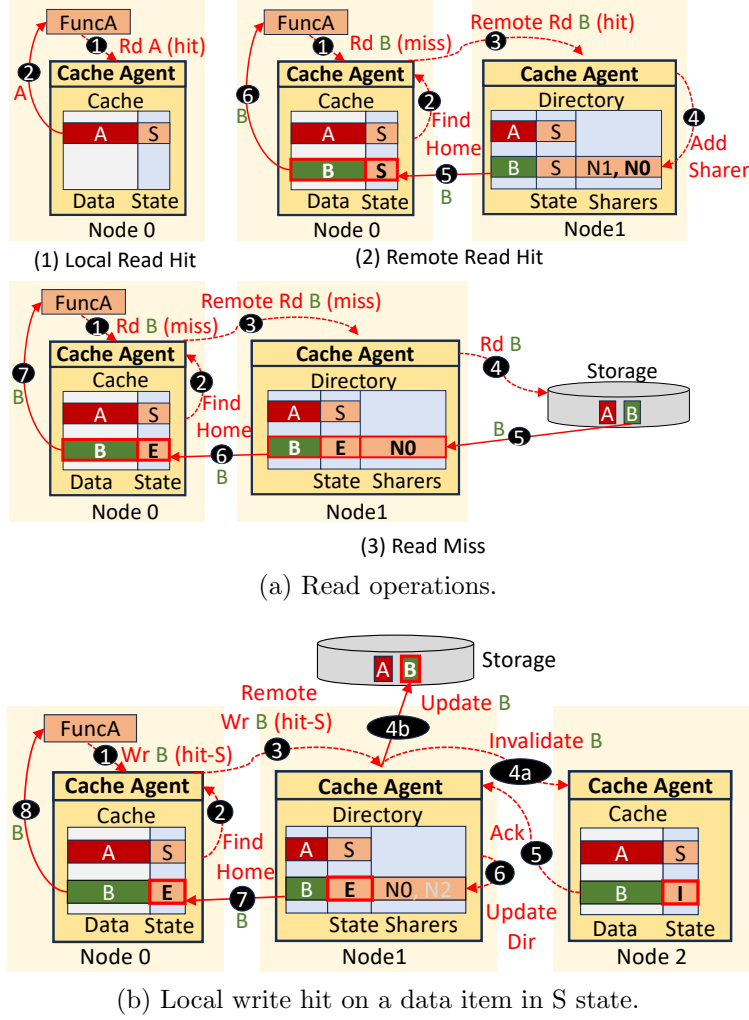 FuncA
1 Rd A (hit)
2
A
Cache Agent
Cache
A S
Data State
Node 0
(1) Local Read Hit
FuncA
1 Rd B (miss)
Remote Rd B (hit)
3
6
B
Cache Agent
Cache
2
Find
Home
A S
B S
Data State
Node 0
5
B
Cache Agent
Directory
A S
B S N1, N0
State Sharers
Node1
4
Add
Sharer
(2) Remote Read Hit
FuncA
1 Rd B (miss)
Remote Rd B (miss)
3
7
B
Cache Agent
Cache
2
Find
Home
A S
B E
Data State
Node 0
6
B
Cache Agent
Directory
A S
B E N0
State Sharers
Node1
Rd B
4
Storage
A B
B 5
(3) Read Miss
(a) Read operations.
A B
Storage
Update B
4b
FuncA
1 Wr B (hit-S)
Remote
Wr B (hit-S)
3
Invalidate B
4a
8
B
Cache Agent
Cache
2
Find
Home
A S
B E
Data State
Node 0
7
B
Cache Agent
Directory
A S
B E N0, N2
State Sharers
Node1
Ack
5
6
Update
Dir
Cache Agent
Cache
A S
B I
Data State
Node 2
(b) Local write hit on a data item in S state.